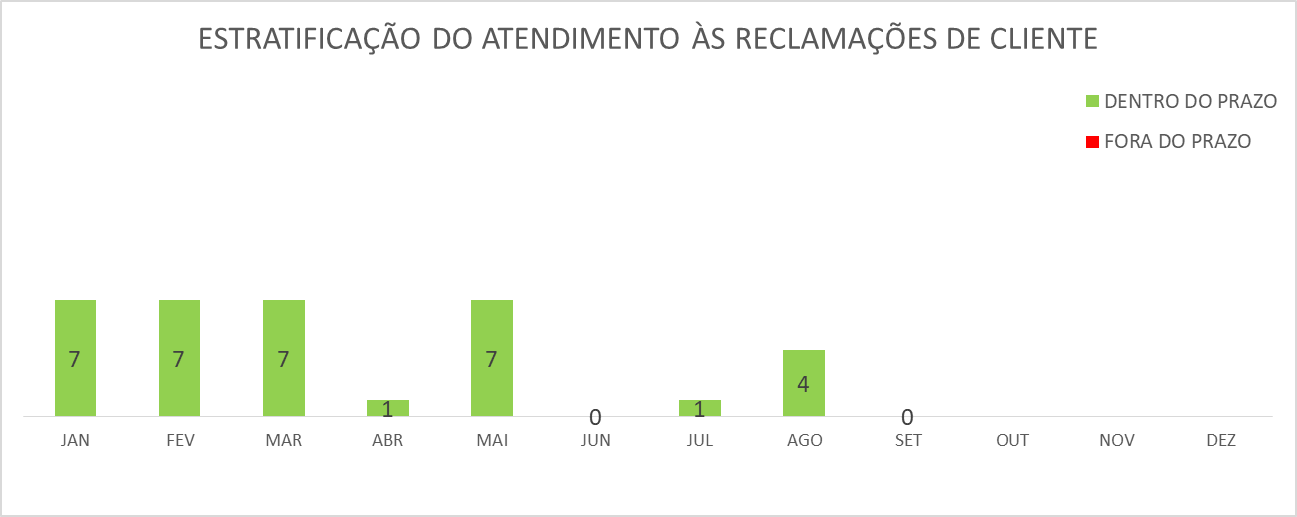 ESTRATIFICAÇÃO DO ATENDIMENTO ÀS RECLAMAÇÕES DE CLIENTE
DENTRO DO PRAZO
FORA DO PRAZO
7 7 7 1 7 0 1 4 0
JAN FEV MAR ABR MAI JUN JUL AGO SET OUT NOV DEZ